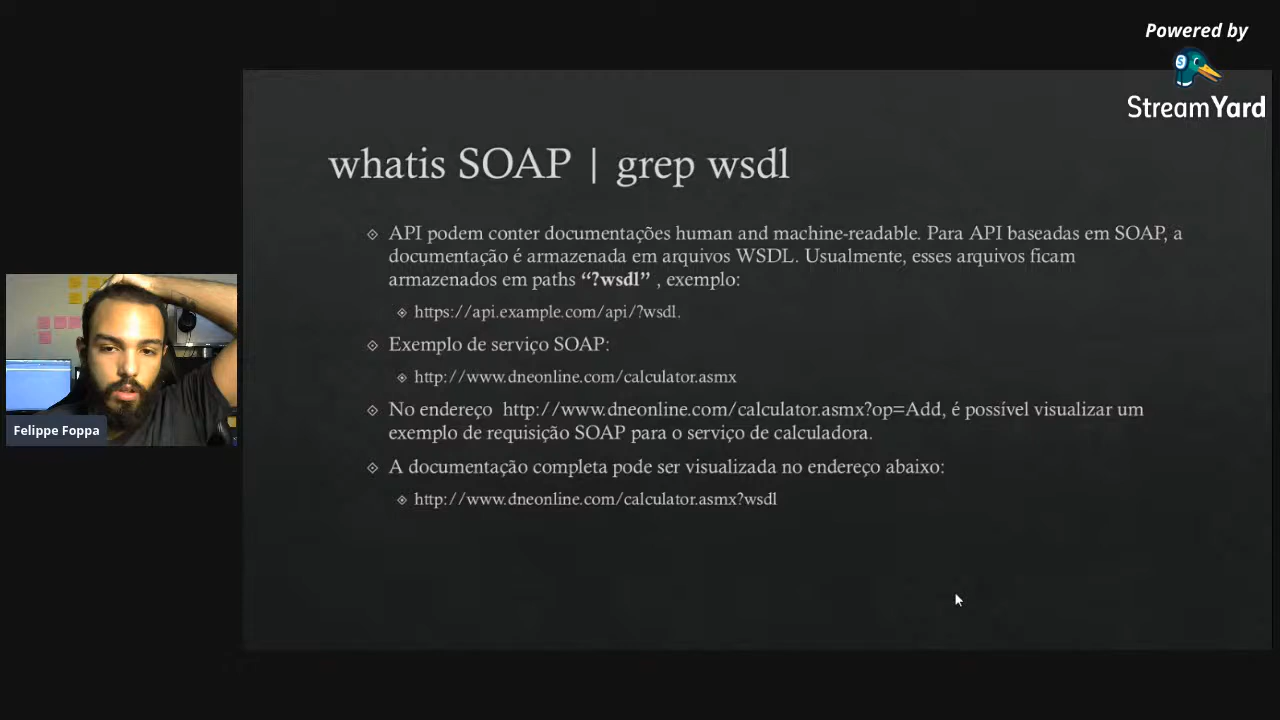 Powered by
StreamYard
whatis SOAP | grep wsdl
API podem conter documentações human and machine-readable. Para API baseadas em SOAP, a
documentação é armazenada em arquivos WSDL. Usualmente, esses arquivos ficam
armazenados em paths “?wsdl” , exemplo:
https://api.example.com/api/?wsdl.
Exemplo de serviço SOAP:
http://www.dneonline.com/calculator.asmx
No endereço http://www.dneonline.com/calculator.asmx?op=Add, é possível visualizar um
exemplo de requisição SOAP para o serviço de calculadora.
A documentação completa pode ser visualizada no endereço abaixo:
http://www.dneonline.com/calculator.asmx?wsdl
Felippe Foppa